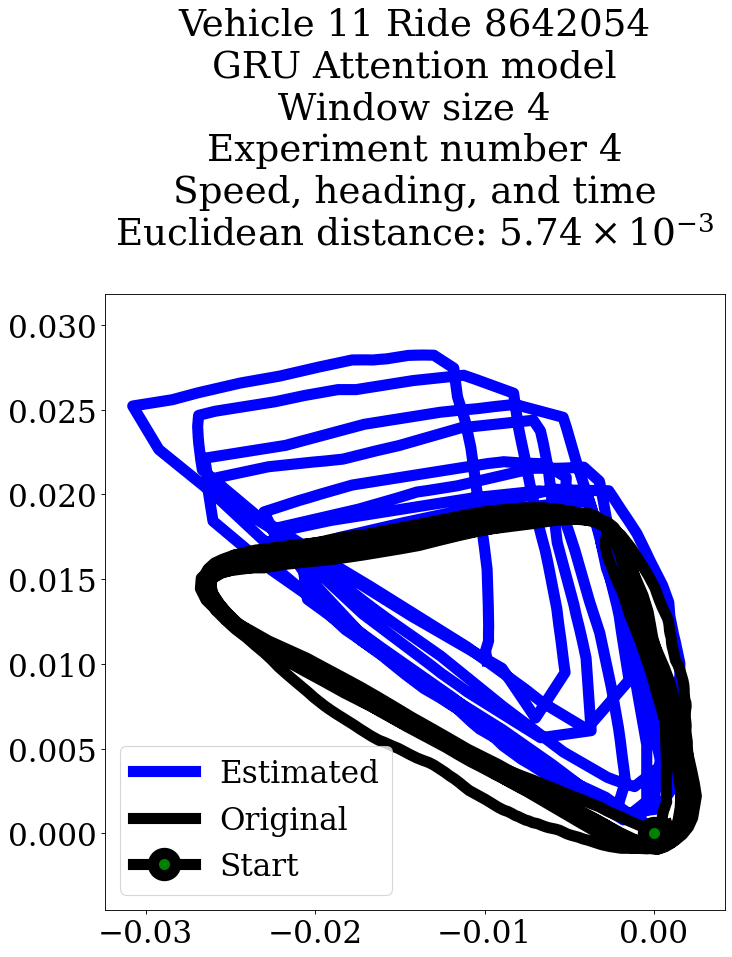 Vehicle 11 Ride 8642054
GRU Attention model
Window size 4
Experiment number 4
Speed, heading, and time
Euclidean distance: 5.74 × 10⁻³
0.030
0.025
0.020
0.015
0.010
0.005
0.000
Estimated
Original
Start
−0.03
−0.02
−0.01
0.00